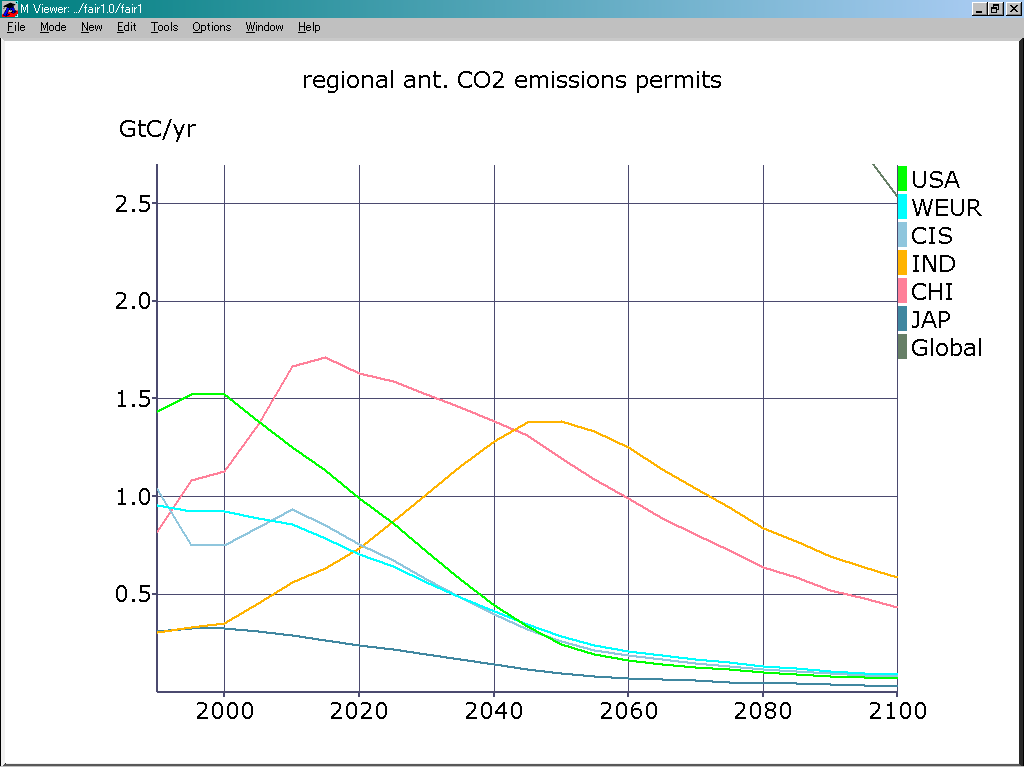 M Viewer: ../fair1.0/fair1
File Mode New Edit Tools Options Window Help
regional ant. CO2 emissions permits
GtC/yr
2.5
2.0
1.5
1.0
0.5
2000 2020 2040 2060 2080 2100
USA
WEUR
CIS
IND
CHI
JAP
Global